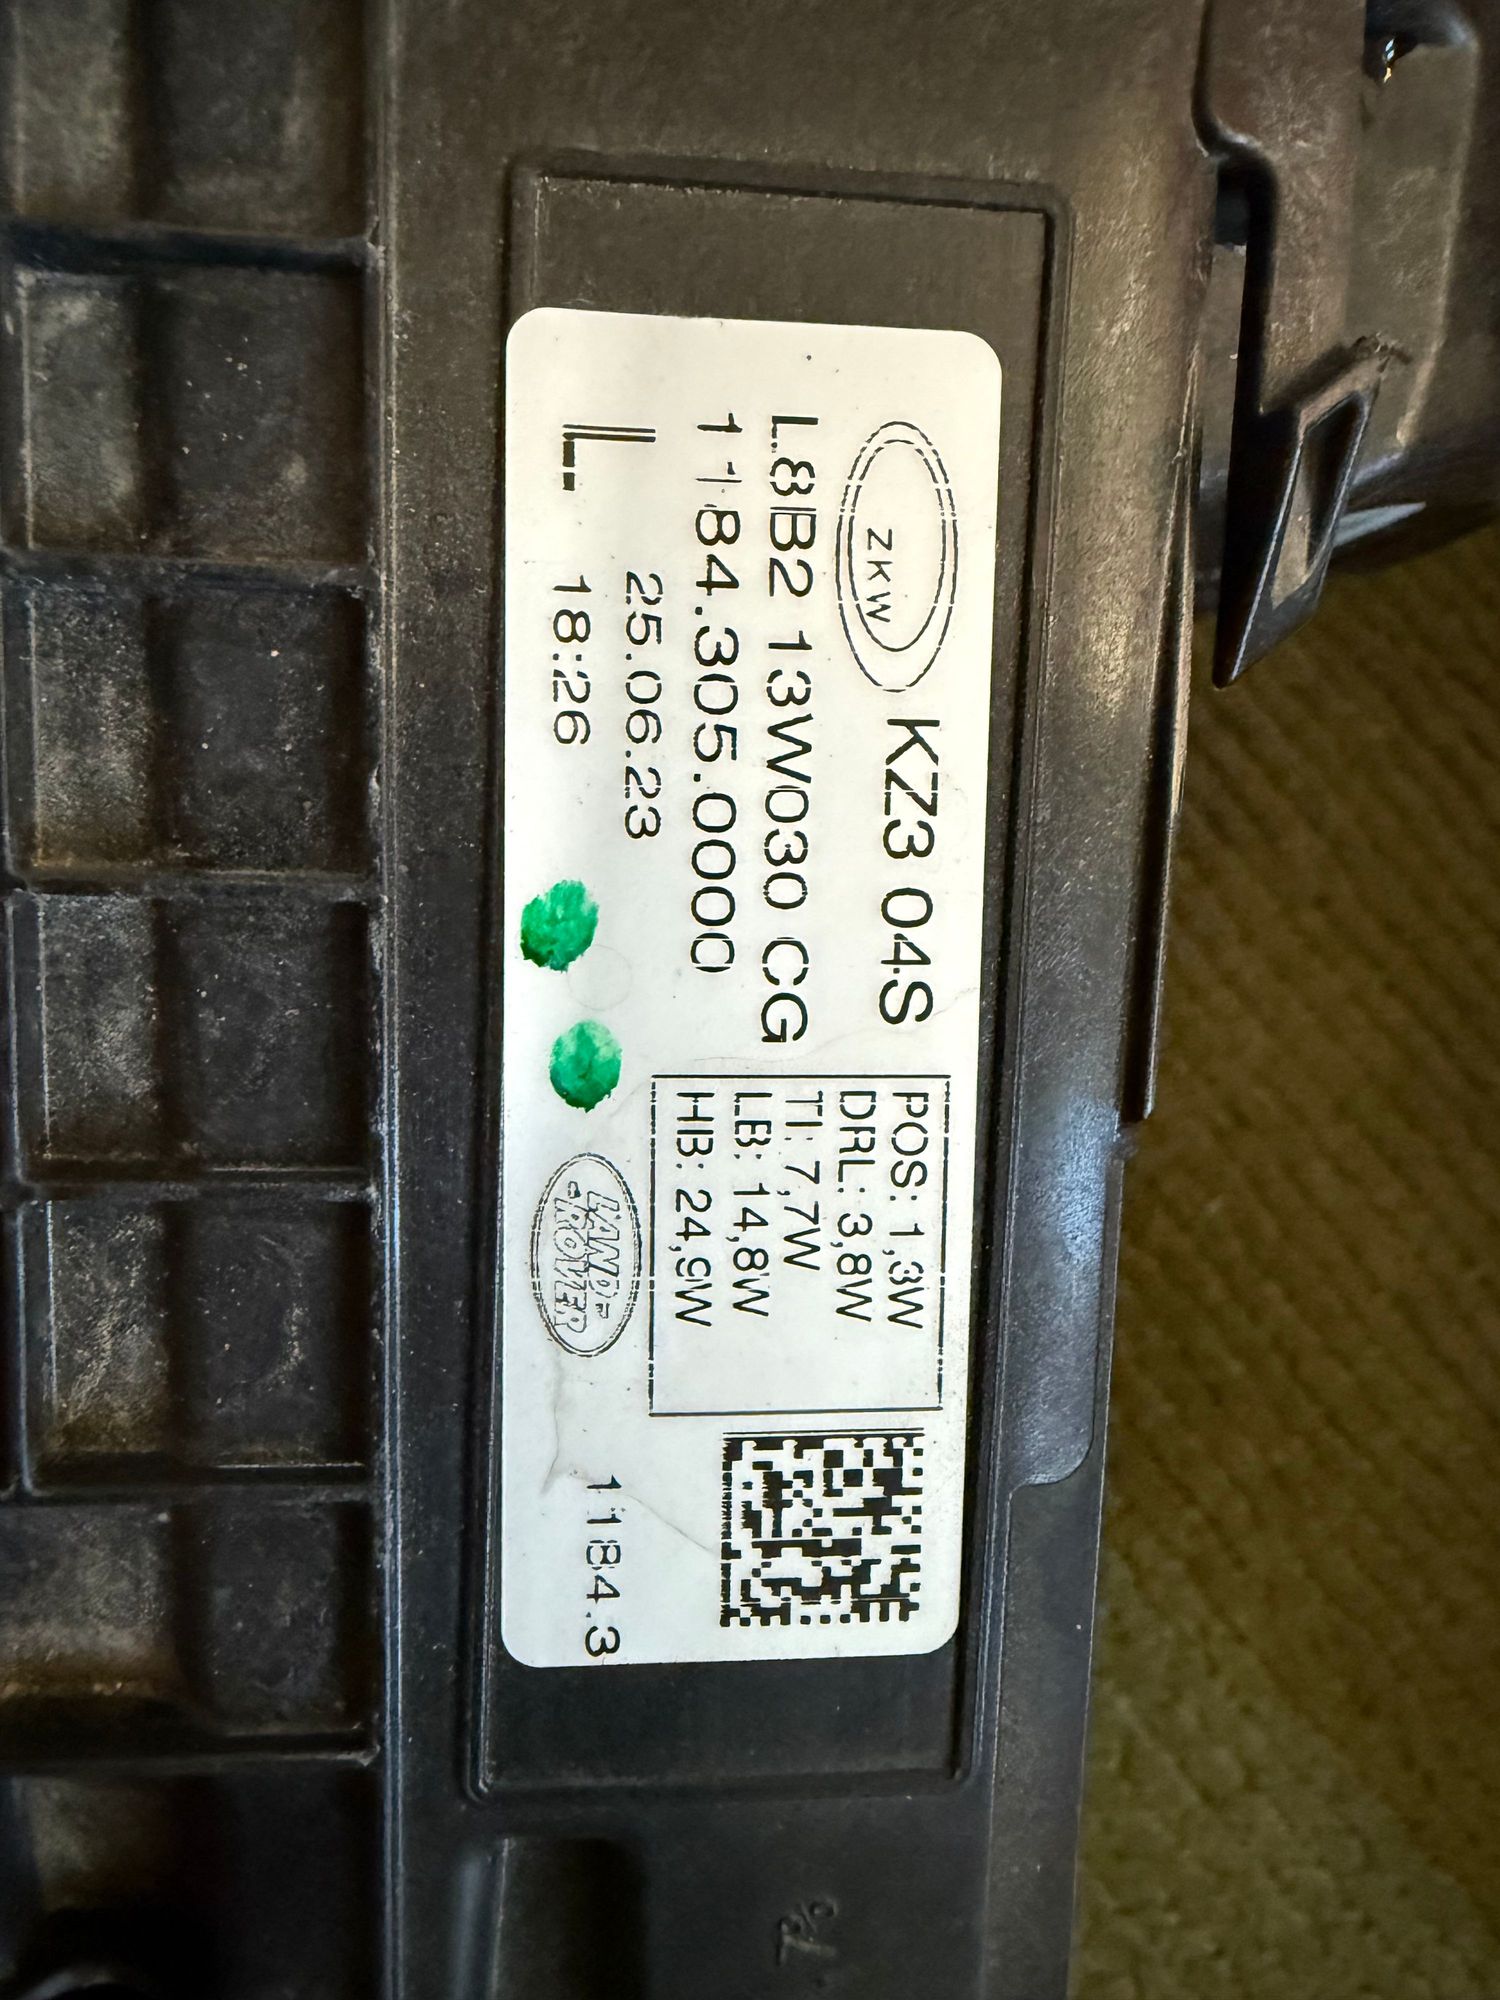 ZKW
KZ3 04S
L8B2 13W030 CG
1184.305.0000
L
25.06.23
18:26
POS: 1,3W
DRL: 3,8W
TI: 7,7W
LB: 14,8W
HB: 24,9W
LAND-
-ROVER
1184.3